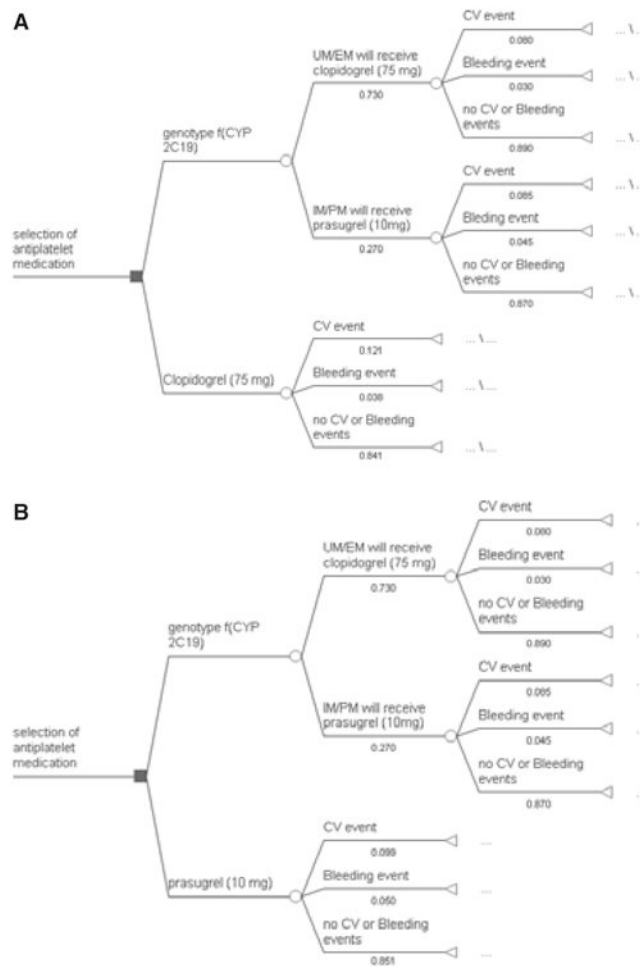 A
CV event
0.080
UM/EM will receive
clopidogrel (75 mg)
0.730
Bleeding event
0.030
no CV or Bleeding
events
0.890
genotype f(CYP
2C19)
CV event
0.085
IM/PM will receive
prasugrel (10mg)
0.270
Bleding event
0.045
no CV or Bleeding
events
0.870
selection of
antiplatelet
medication
CV event
0.121
Clopidogrel (75 mg)
Bleeding event
0.038
no CV or Bleeding
events
0.841
B
CV event
0.080
UM/EM will receive
clopidogrel (75 mg)
0.730
Bleeding event
0.030
no CV or Bleeding
events
0.890
genotype f(CYP
2C19)
CV event
0.085
IM/PM will receive
prasugrel (10mg)
0.270
Bleeding event
0.045
no CV or Bleeding
events
0.870
selection of
antiplatelet
medication
CV event
0.099
prasugrel (10 mg)
Bleeding event
0.050
no CV or Bleeding
events
0.851